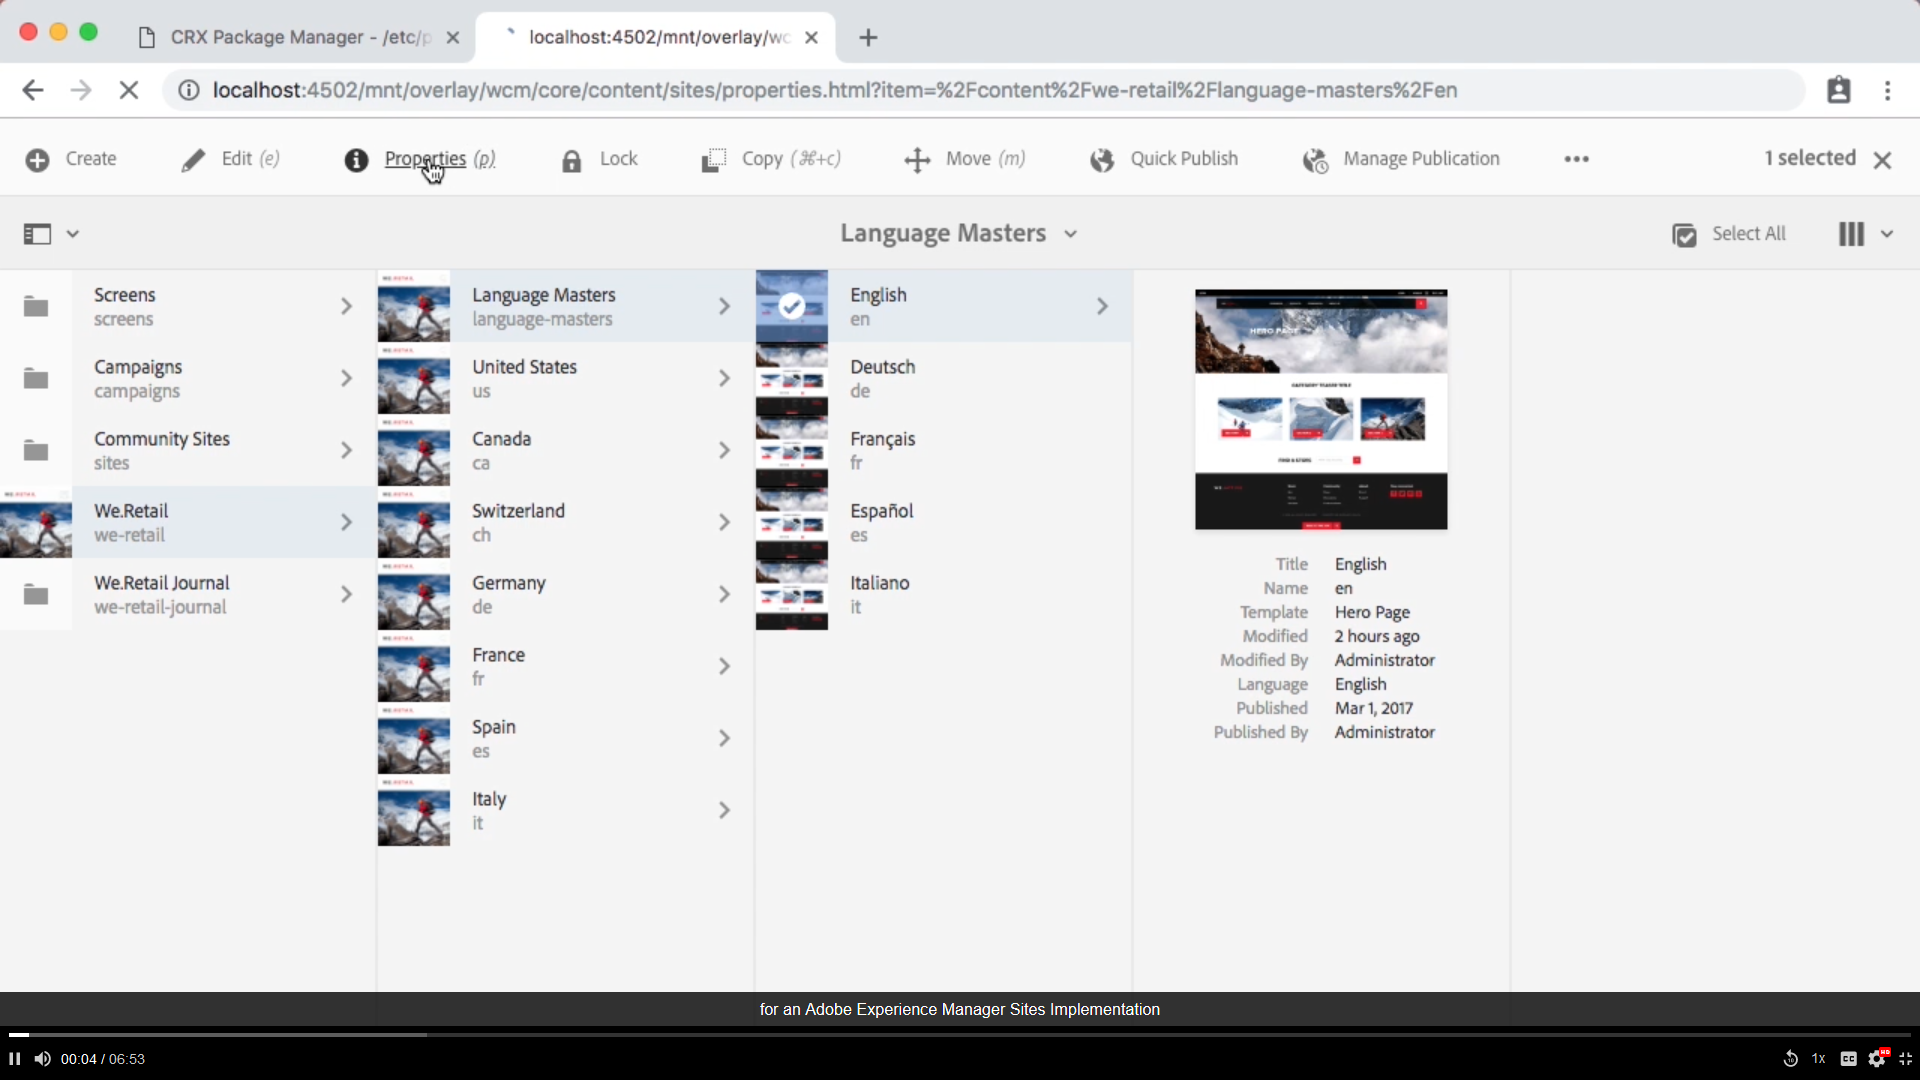 CRX Package Manager - /etc/p
localhost:4502/mnt/overlay/wc
localhost:4502/mnt/overlay/wcm/core/content/sites/properties.html?item=%2Fcontent%2Fwe-retail%2Flanguage-masters%2Fen
Create
Edit (e)
Properties (p)
Lock
Copy (⌘+c)
Move (m)
Quick Publish
Manage Publication
1 selected
Language Masters
Select All
Screens
screens
Campaigns
campaigns
Community Sites
sites
We.Retail
we-retail
We.Retail Journal
we-retail-journal
Language Masters
language-masters
United States
us
Canada
ca
Switzerland
ch
Germany
de
France
fr
Spain
es
Italy
it
English
en
Deutsch
de
Français
fr
Español
es
Italiano
it
HERO PAGE
Title English
Name en
Template Hero Page
Modified 2 hours ago
Modified By Administrator
Language English
Published Mar 1, 2017
Published By Administrator
for an Adobe Experience Manager Sites Implementation
00:04 / 06:53
1x
CC
HD